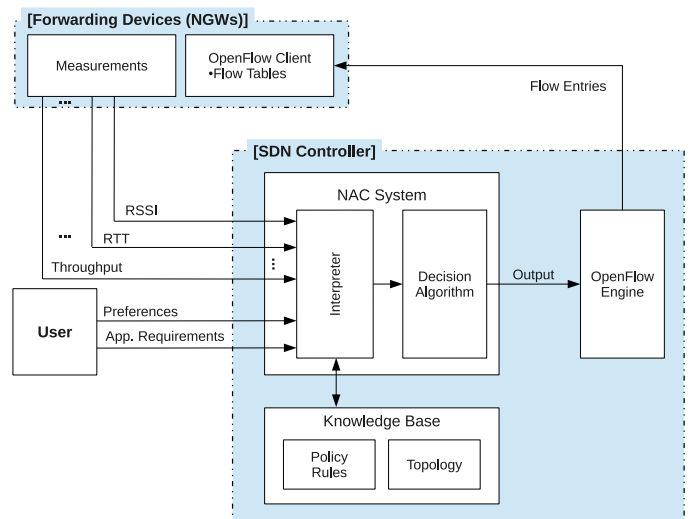 [Forwarding Devices (NGWs)]
Measurements
OpenFlow Client
•Flow Tables
...
Flow Entries
[SDN Controller]
NAC System
RSSI
...
RTT
...
Throughput
Interpreter
Decision
Algorithm
Output
OpenFlow
Engine
User
Preferences
App. Requirements
Knowledge Base
Policy
Rules
Topology